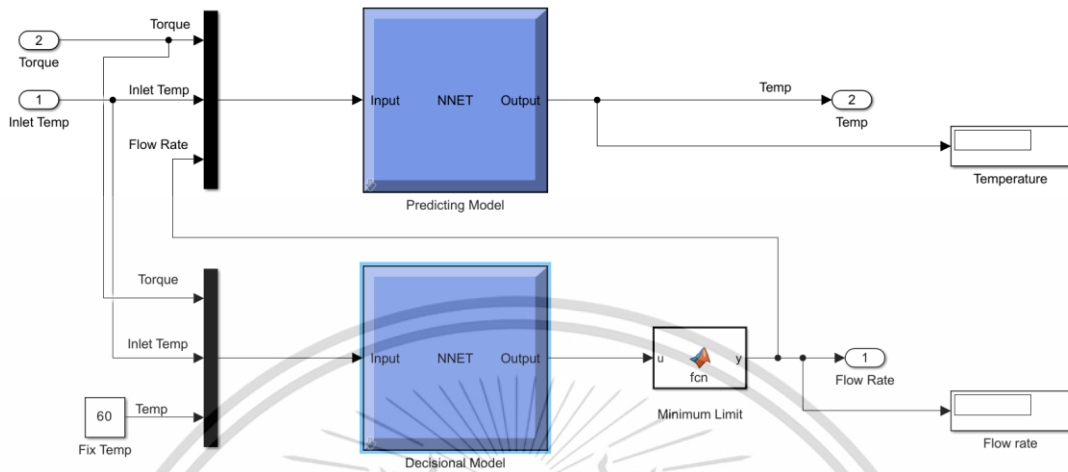 Torque
2
Torque
Inlet Temp
1
Inlet Temp
Flow Rate
Input NNET Output
Predicting Model
Temp
2
Temp
Temperature
Torque
Inlet Temp
60
Temp
Fix Temp
Input NNET Output
Decisional Model
u
fcn
y
Minimum Limit
1
Flow Rate
Flow rate